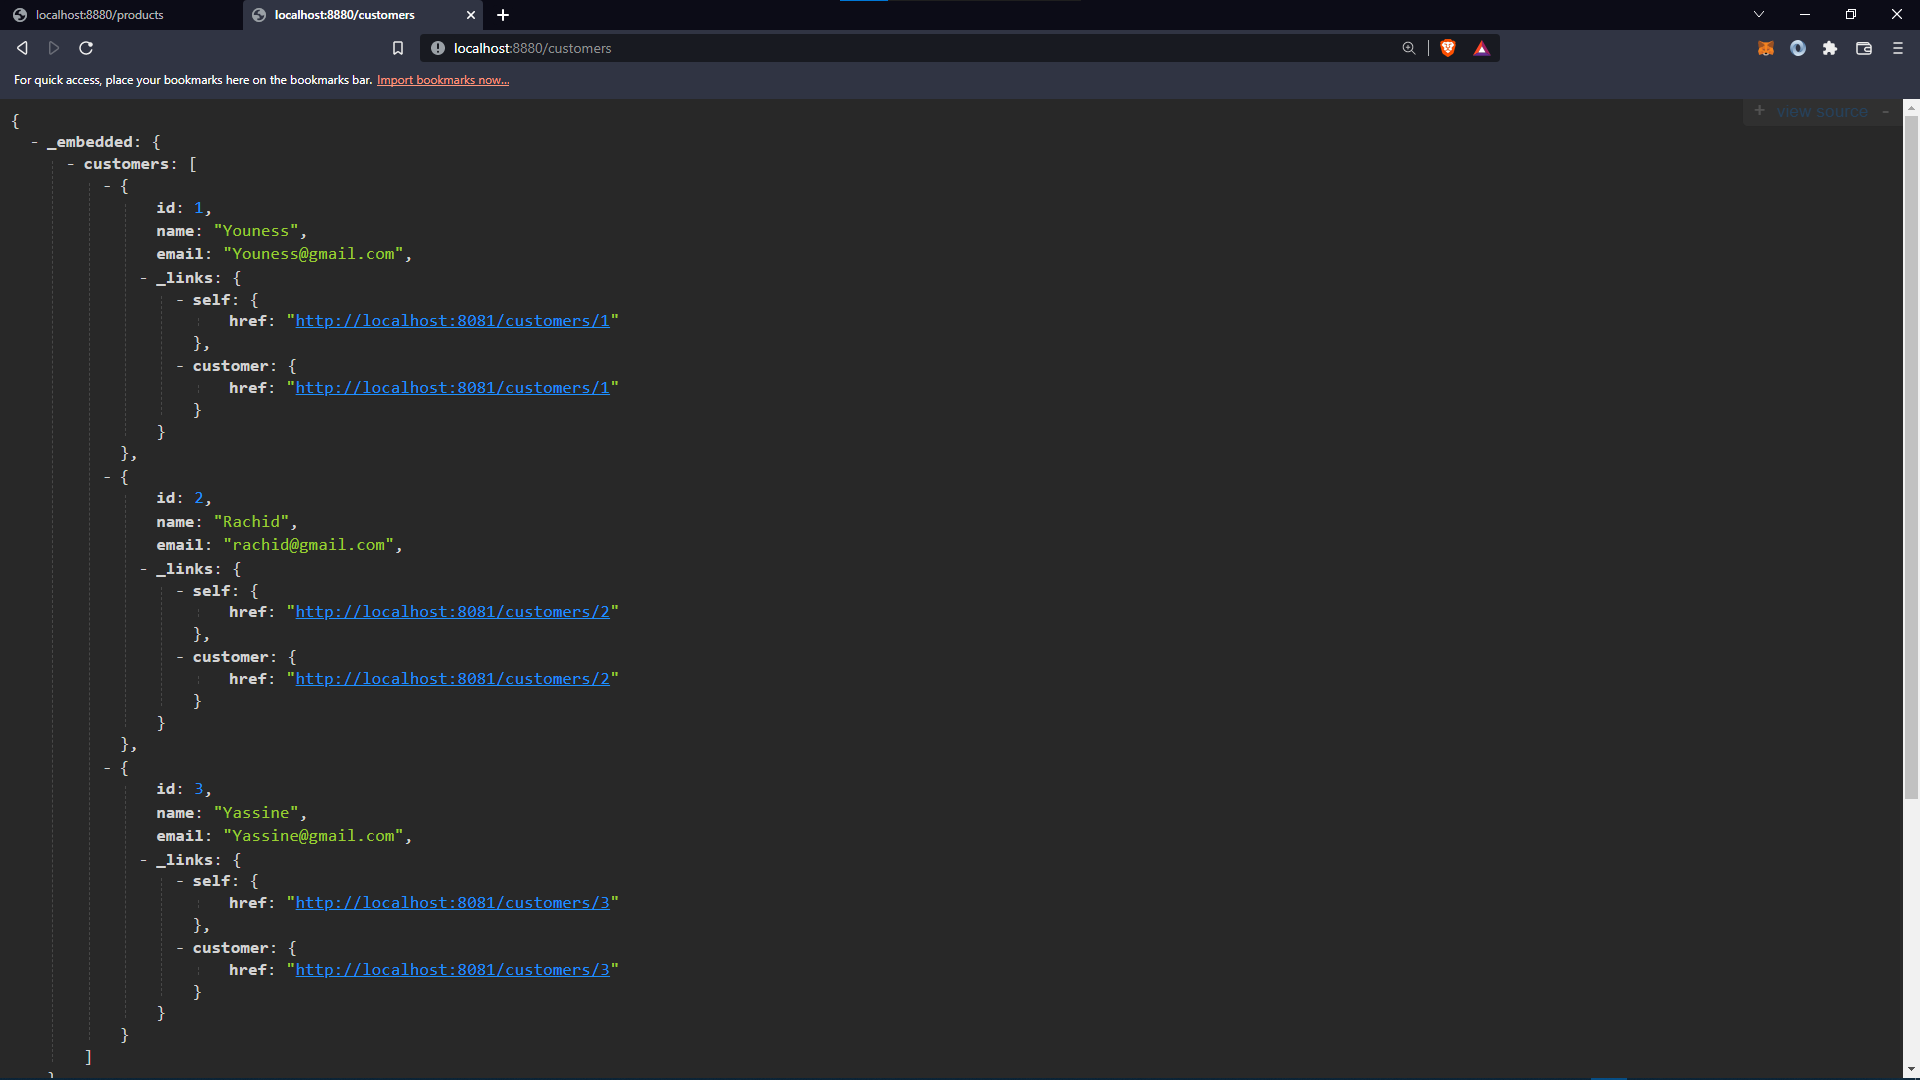 localhost:8880/products
localhost:8880/customers
localhost:8880/customers
For quick access, place your bookmarks here on the bookmarks bar. Import bookmarks now...
+ view source -
{
- _embedded: {
- customers: [
- {
id: 1,
name: "Youness",
email: "Youness@gmail.com",
- _links: {
- self: {
href: "http://localhost:8081/customers/1"
},
- customer: {
href: "http://localhost:8081/customers/1"
}
}
},
- {
id: 2,
name: "Rachid",
email: "rachid@gmail.com",
- _links: {
- self: {
href: "http://localhost:8081/customers/2"
},
- customer: {
href: "http://localhost:8081/customers/2"
}
}
},
- {
id: 3,
name: "Yassine",
email: "Yassine@gmail.com",
- _links: {
- self: {
href: "http://localhost:8081/customers/3"
},
- customer: {
href: "http://localhost:8081/customers/3"
}
}
}
]
}